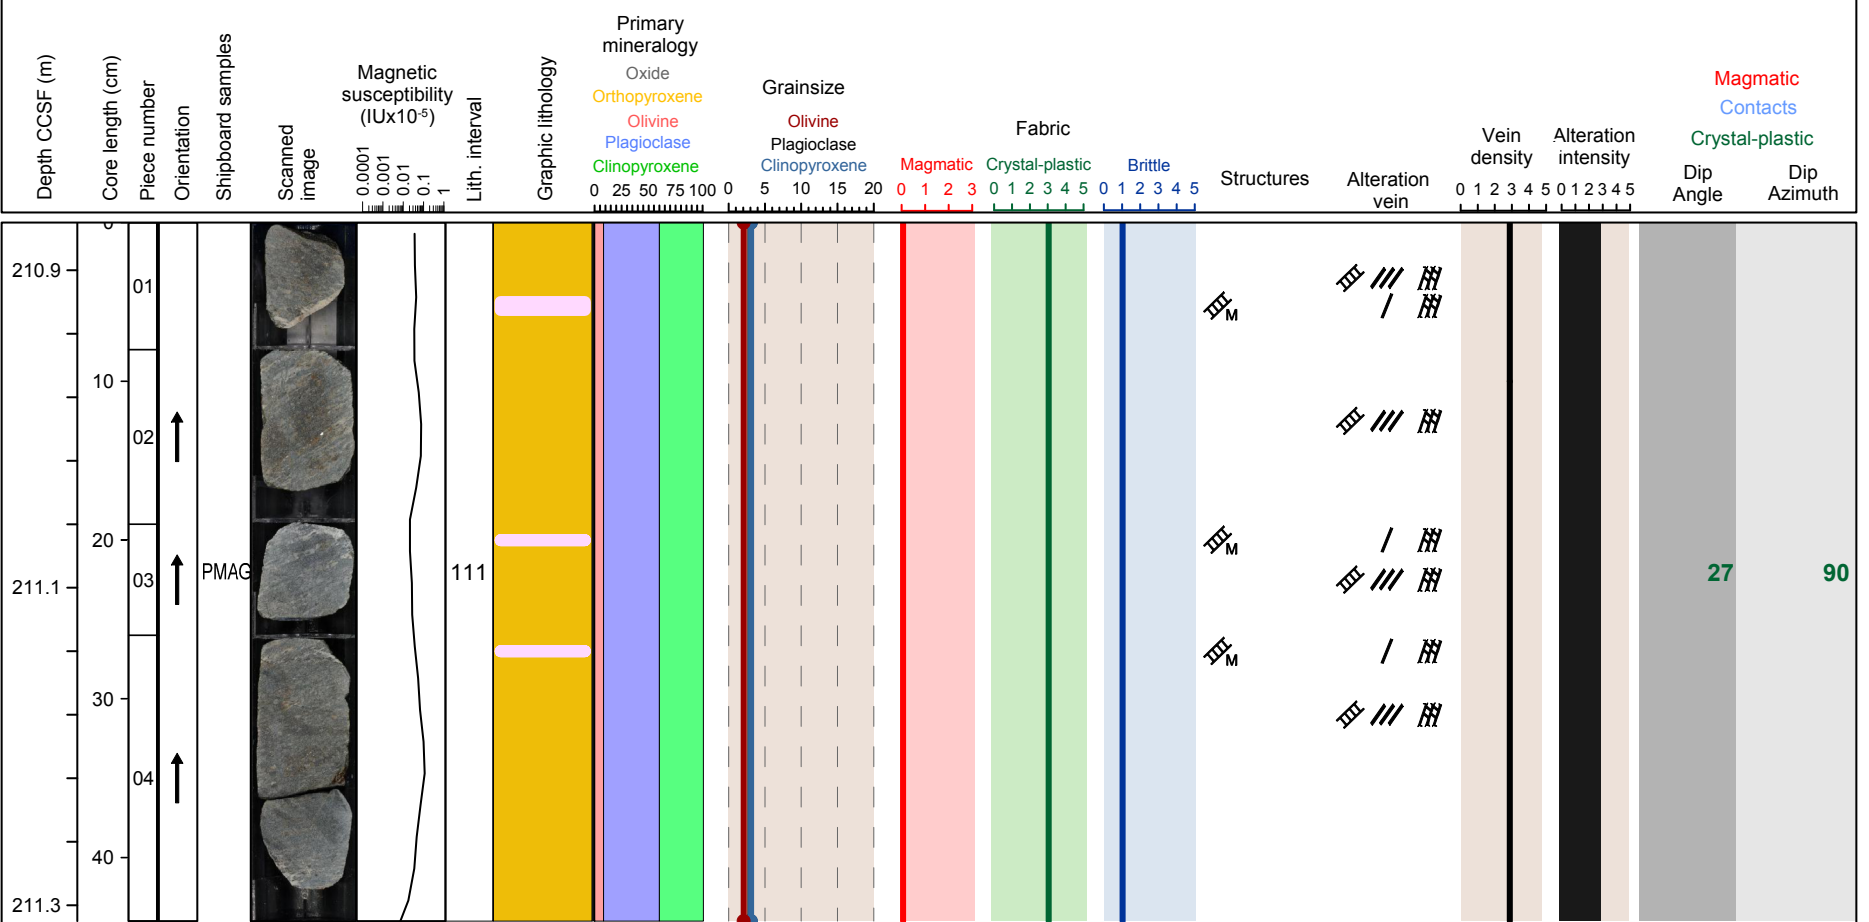 Depth CCSF (m)
Core length (cm)
Piece number
Orientation
Shipboard samples
Scanned
image
Magnetic
susceptibility
(IUx10-5)
0.0001
0.001
0.01
0.1
1
Lith. interval
Graphic lithology
Primary
mineralogy
Oxide
Orthopyroxene
Olivine
Plagioclase
Clinopyroxene
0 25 50 75 100
Grainsize
Olivine
Plagioclase
Clinopyroxene
0 5 10 15 20
Fabric
Magmatic
0 1 2 3
Crystal-plastic
0 1 2 3 4 5
Brittle
0 1 2 3 4 5
Structures
Alteration
vein
Vein
density
0 1 2 3 4 5
Alteration
intensity
0 1 2 3 4 5
Magmatic
Contacts
Crystal-plastic
Dip
Angle
Dip
Azimuth
0
210.9
01
M
10
02
20
M
211.1
03
PMAG
111
27
90
M
30
04
40
211.3